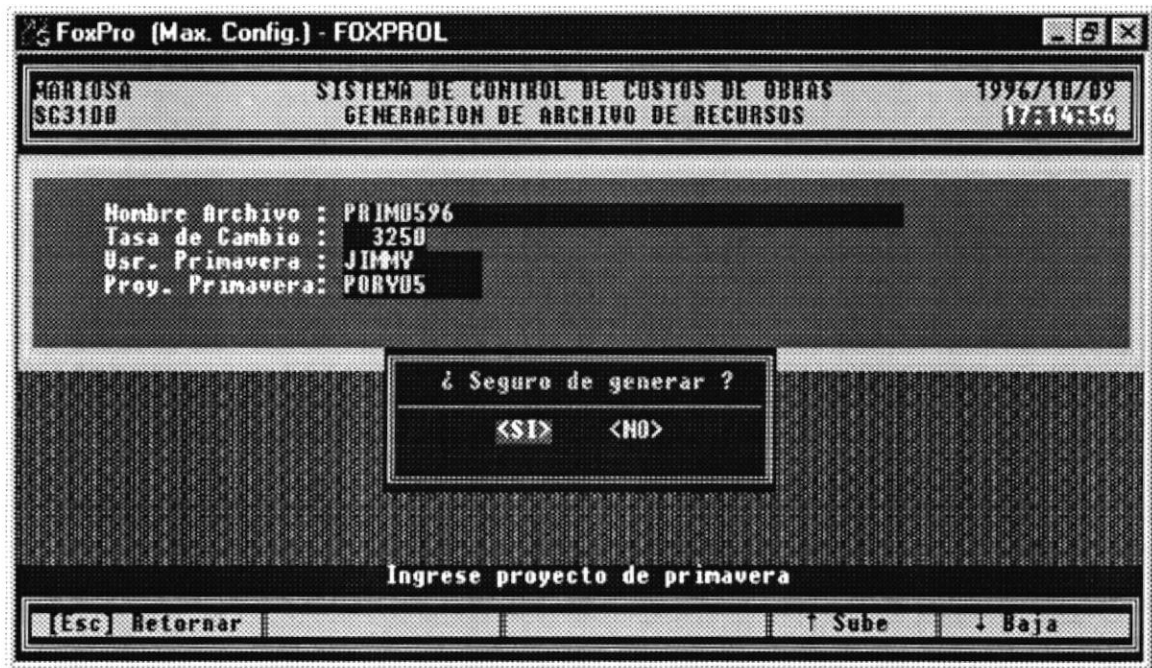 FoxPro (Max. Config.) - FOXPROL
MARIOSA SISTEMA DE CONTROL DE COSTOS DE OBRAS 1996/10/09
SC3100 GENERACION DE ARCHIVO DE RECURSOS 17:14:56
Nombre Archivo : PRIM0596
Tasa de Cambio : 3250
Usr. Primavera : JIMMY
Proy. Primavera: PORY05
¿ Seguro de generar ?
<SI> <NO>
Ingrese proyecto de primavera
[Esc] Retornar ↑ Sube ↓ Baja